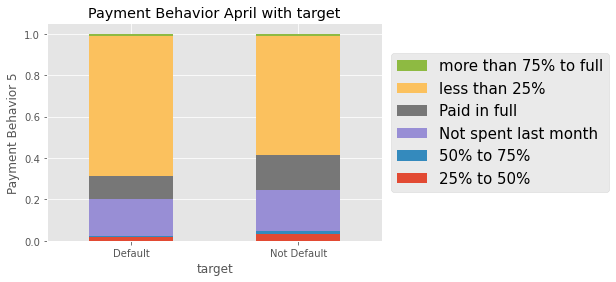 Payment Behavior April with target
Payment Behavior 5
1.0
0.8
0.6
0.4
0.2
0.0
Default
Not Default
target
more than 75% to full
less than 25%
Paid in full
Not spent last month
50% to 75%
25% to 50%